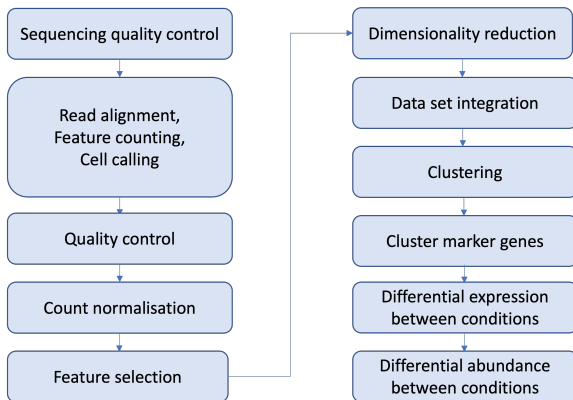 Sequencing quality control
Read alignment,
Feature counting,
Cell calling
Quality control
Count normalisation
Feature selection
Dimensionality reduction
Data set integration
Clustering
Cluster marker genes
Differential expression
between conditions
Differential abundance
between conditions